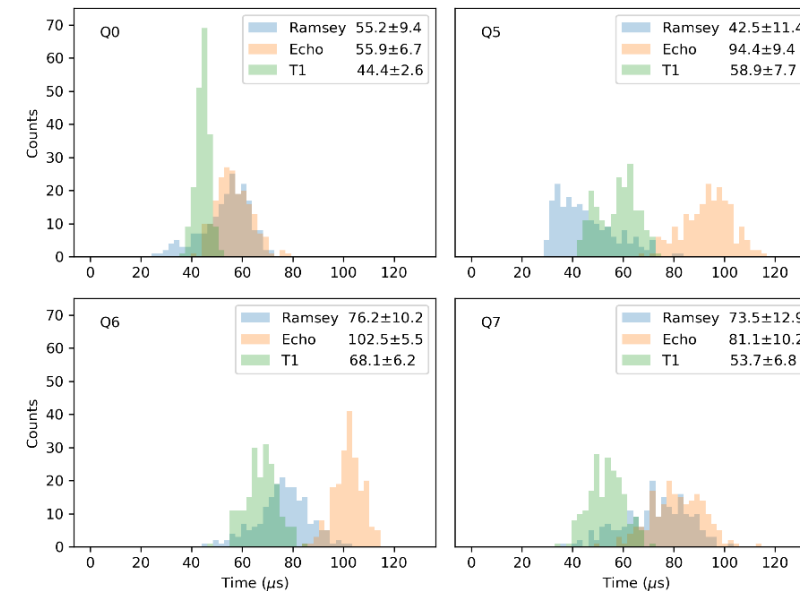 Q0
Ramsey 55.2±9.4
Echo 55.9±6.7
T1 44.4±2.6
70
60
50
40
30
20
10
0
Counts
0 20 40 60 80 100 120
Q5
Ramsey 42.5±11.4
Echo 94.4±9.4
T1 58.9±7.7
0 20 40 60 80 100 120
Q6
Ramsey 76.2±10.2
Echo 102.5±5.5
T1 68.1±6.2
70
60
50
40
30
20
10
0
Counts
0 20 40 60 80 100 120
Time (μs)
Q7
Ramsey 73.5±12.9
Echo 81.1±10.2
T1 53.7±6.8
0 20 40 60 80 100 120
Time (μs)